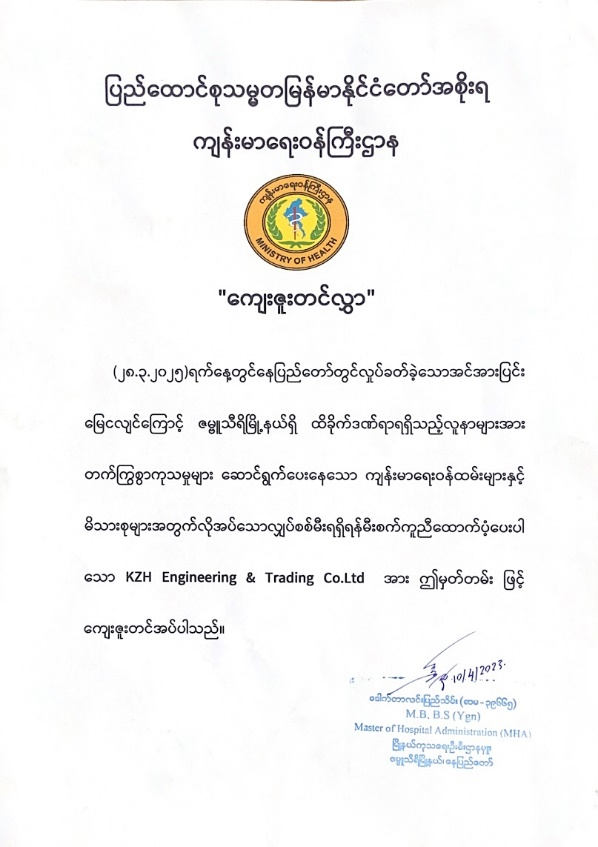 ပြည်ထောင်စုသမ္မတမြန်မာနိုင်ငံတော်အစိုးရ
ကျန်းမာရေးဝန်ကြီးဌာန
ကျန်းမာရေးဝန်ကြီးဌာန
MINISTRY OF HEALTH
"ကျေးဇူးတင်လွှာ"
(၂၈.၃.၂၀၂၅)ရက်နေ့တွင်နေပြည်တော်တွင်လှုပ်ခတ်ခဲ့သောအင်အားပြင်း
မြေငလျင်ကြောင့် ဇမ္ဗူသီရိမြို့နယ်ရှိ ထိခိုက်ဒဏ်ရာရရှိသည့်လူနာများအား
တက်ကြွစွာကုသမှုများ ဆောင်ရွက်ပေးနေသော ကျန်းမာရေးဝန်ထမ်းများနှင့်
မိသားစုများအတွက်လိုအပ်သောလျှပ်စစ်မီးရရှိရန်မီးစက်ကူညီထောက်ပံ့ပေးပါ
သော KZH Engineering & Trading Co.Ltd အား ဤမှတ်တမ်း ဖြင့်
ကျေးဇူးတင်အပ်ပါသည်။
10/4/2023.
ဒေါက်တာလင်းပြည့်သိမ်း (ဆမ - ၃၉၆၆၅)
M.B, B.S (Ygn)
Master of Hospital Administration (MHA)
မြို့နယ်ကုသရေးဦးစီးဌာနမှူး
ဇမ္ဗူသီရိမြို့နယ်၊ နေပြည်တော်